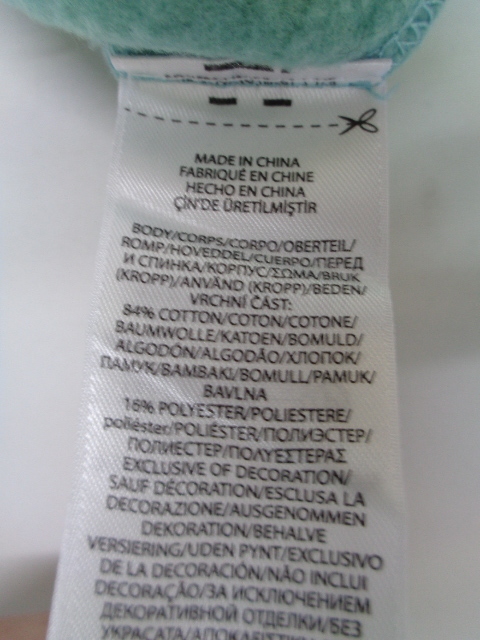 MADE IN CHINA
FABRIQUÉ EN CHINE
HECHO EN CHINA
ÇİN'DE ÜRETİLMİŞTİR
BODY/CORPS/CORPO/OBERTEIL/
ROMP/HOVEDDEL/CUERPO/ПЕРЕД
И СПИНКА/КОРПУС/ΣΩΜΑ/BRUK
(KROPP)/ANVÄND (KROPP)/BEDEN/
VRCHNÍ ČÁST:
84% COTTON/COTON/COTONE/
BAUMWOLLE/KATOEN/BOMULD/
ALGODÓN/ALGODÃO/ХЛОПОК/
ПАМУК/BAMBAKI/BOMULL/PAMUK/
BAVLNA
16% POLYESTER/POLIESTERE/
poliéster/POLIÉSTER/ПОЛИЭСТЕР/
ПОЛИЕСТЕР/ΠΟΛΥΕΣΤΕΡΑΣ
EXCLUSIVE OF DECORATION/
SAUF DÉCORATION/ESCLUSA LA
DECORAZIONE/AUSGENOMMEN
DEKORATION/BEHALVE
VERSIERING/UDEN PYNT/EXCLUSIVO
DE LA DECORACIÓN/NÃO INCLUI
DECORAÇÃO/ЗА ИСКЛЮЧЕНИЕМ
ДЕКОРАТИВНОЙ ОТДЕЛКИ/БЕЗ